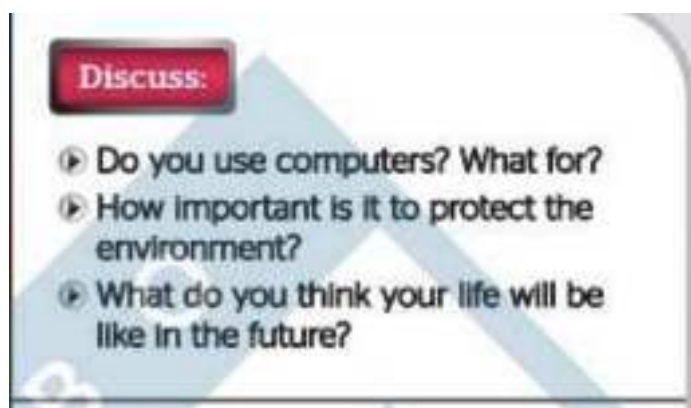 Discuss:
Do you use computers? What for?
How important is it to protect the
environment?
What do you think your life will be
like in the future?